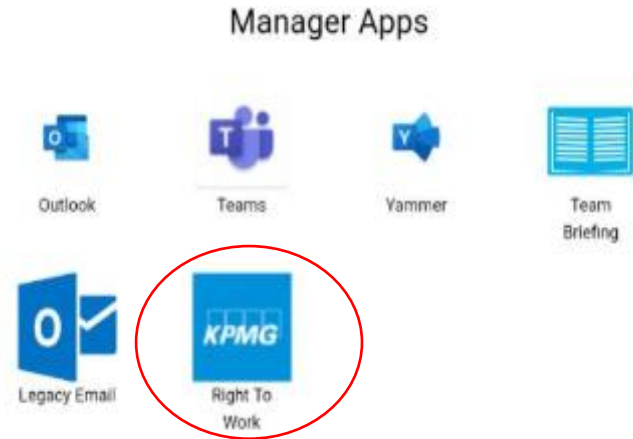 Manager Apps
Outlook
Teams
Yammer
Team
Briefing
Legacy Email
KPMG
Right To
Work